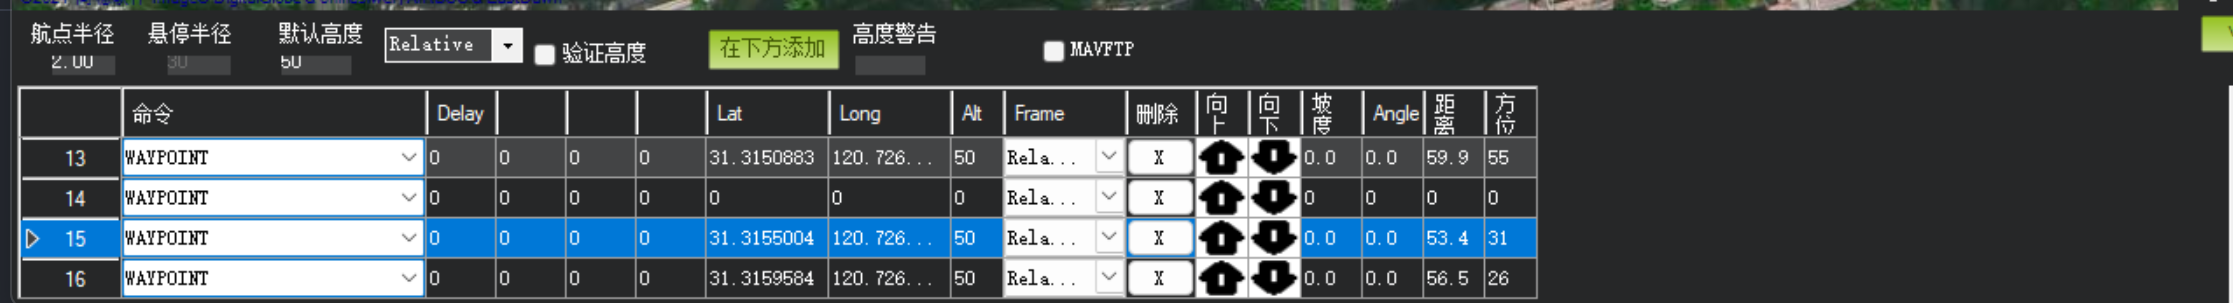 航点半径 悬停半径 默认高度 Relative 验证高度 在下方添加 高度警告 MAVFTP
2.00 30 50
命令 Delay Lat Long Alt Frame 删除 向上 向下 坡度 Angle 距离 方位
13 WAYPOINT 0 0 0 0 31.3150883 120.726... 50 Rela... X 0.0 0.0 59.9 55
14 WAYPOINT 0 0 0 0 0 0 0 Rela... X 0 0 0 0
15 WAYPOINT 0 0 0 0 31.3155004 120.726... 50 Rela... X 0.0 0.0 53.4 31
16 WAYPOINT 0 0 0 0 31.3159584 120.726... 50 Rela... X 0.0 0.0 56.5 26